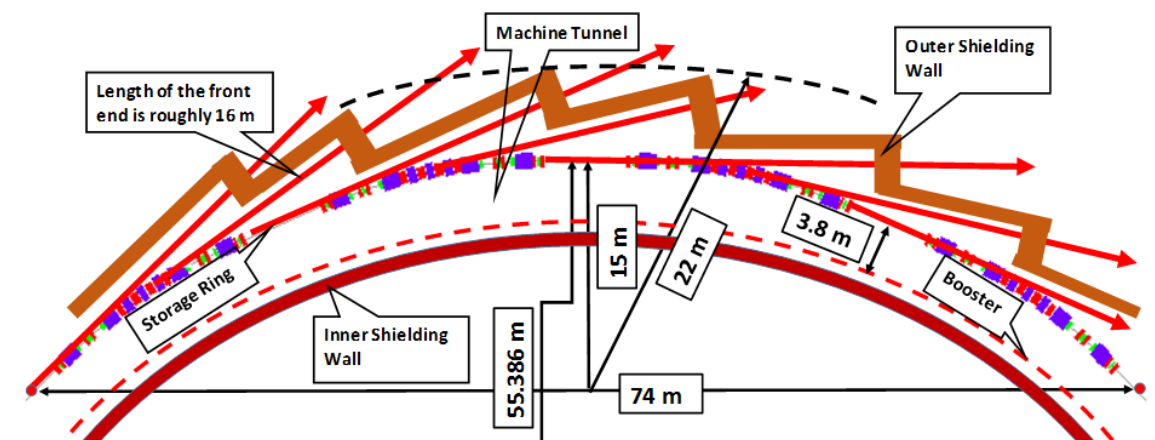 Machine Tunnel
Outer Shielding
Wall
Length of the front
end is roughly 16 m
3.8 m
15 m
22 m
Storage Ring
Booster
Inner Shielding
Wall
55.386 m
74 m